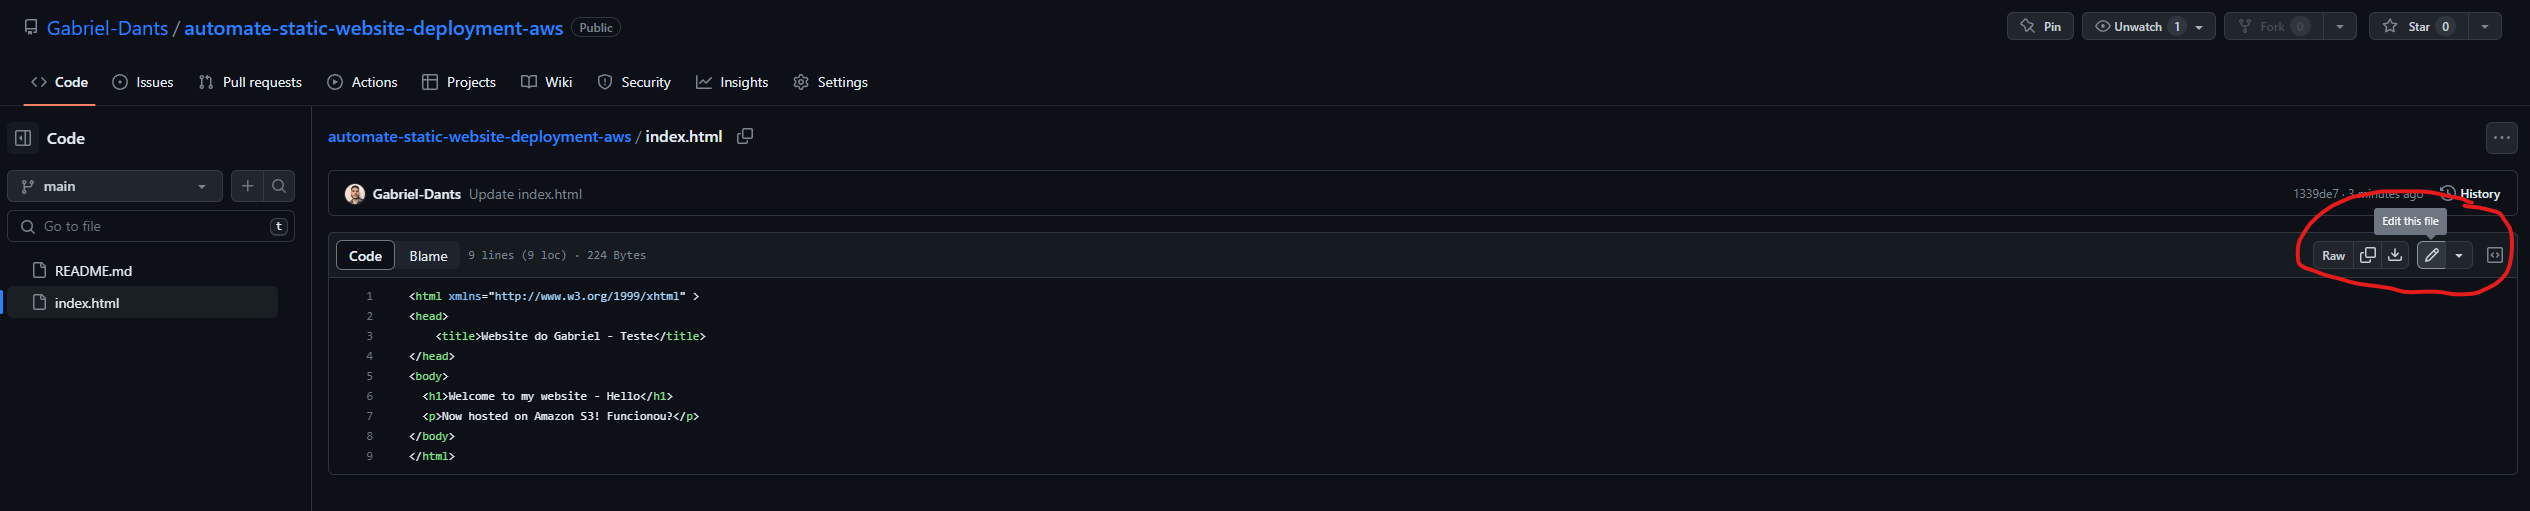 Gabriel-Dants / automate-static-website-deployment-aws Public
Pin Unwatch 1 Fork 0 Star 0
Code Issues Pull requests Actions Projects Wiki Security Insights Settings
Code
automate-static-website-deployment-aws / index.html
main
Gabriel-Dants Update index.html 1339de7 · 3 minutes ago History
Go to file t
Edit this file
Code Blame 9 lines (9 loc) · 224 Bytes Raw
README.md
index.html
1 <html xmlns="http://www.w3.org/1999/xhtml" >
2 <head>
3 <title>Website do Gabriel - Teste</title>
4 </head>
5 <body>
6 <h1>Welcome to my website - Hello</h1>
7 <p>Now hosted on Amazon S3! Funcionou?</p>
8 </body>
9 </html>